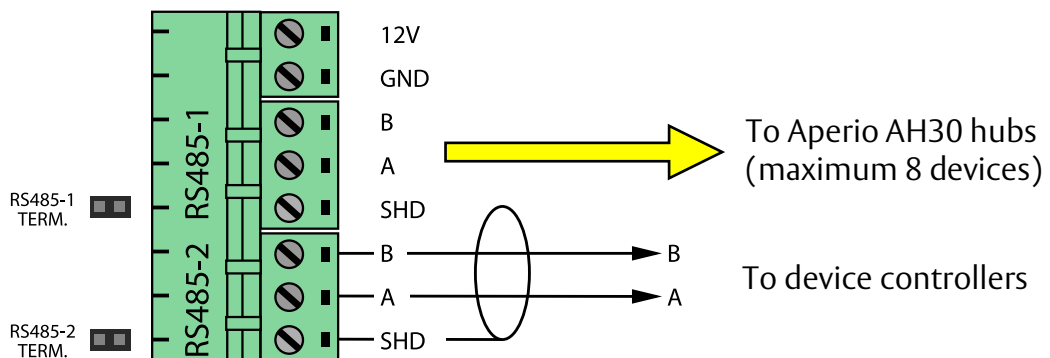 12V
GND
B
A
SHD
B
A
SHD
RS485-1
RS485-2
RS485-1
TERM.
RS485-2
TERM.
To Aperio AH30 hubs
(maximum 8 devices)
B
A
To device controllers